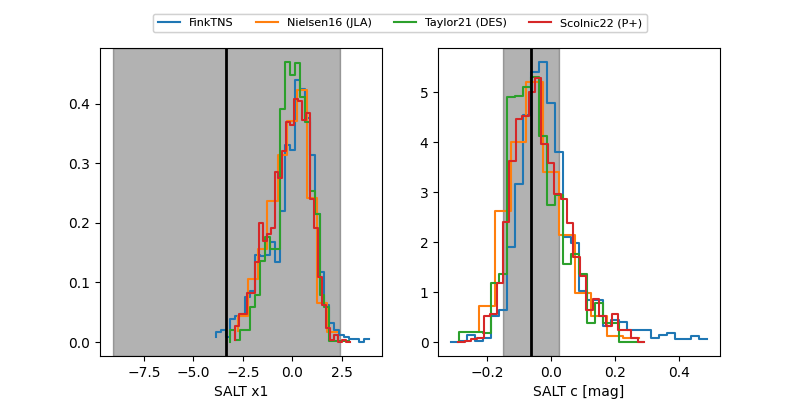 FinkTNS Nielsen16 (JLA) Taylor21 (DES) Scolnic22 (P+)
0.4
0.3
0.2
0.1
0.0
−7.5 −5.0 −2.5 0.0 2.5
SALT x1
5
4
3
2
1
0
−0.2 0.0 0.2 0.4
SALT c [mag]